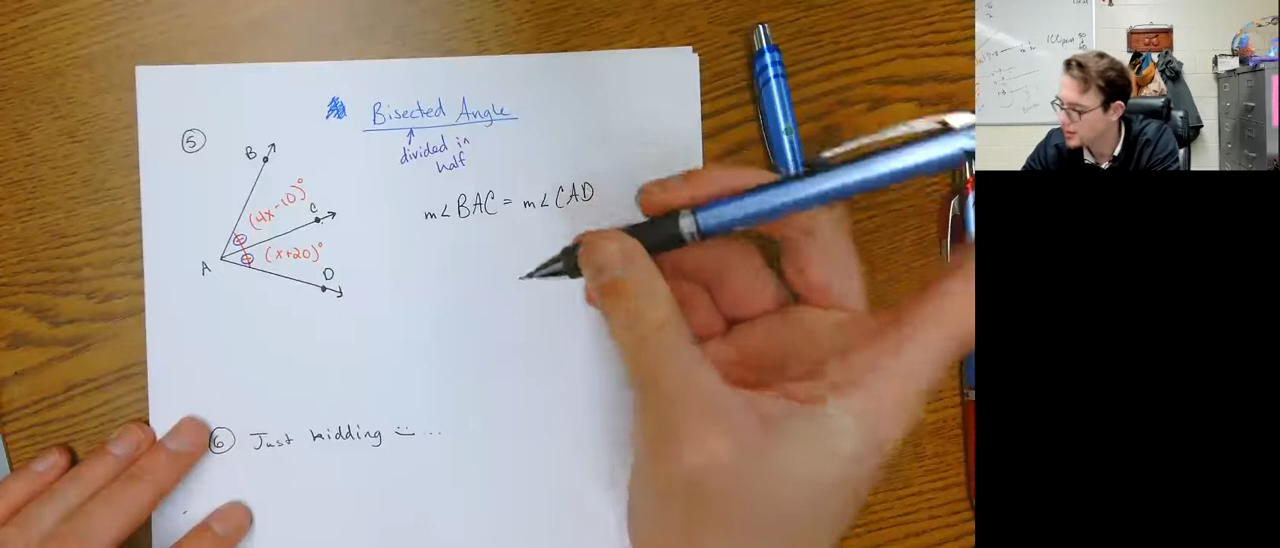 Bisected Angle
divided in
half
5
B
(4x-10)°
C
m∠BAC = m∠CAD
(x+20)°
A
D
6 Just kidding :) ...